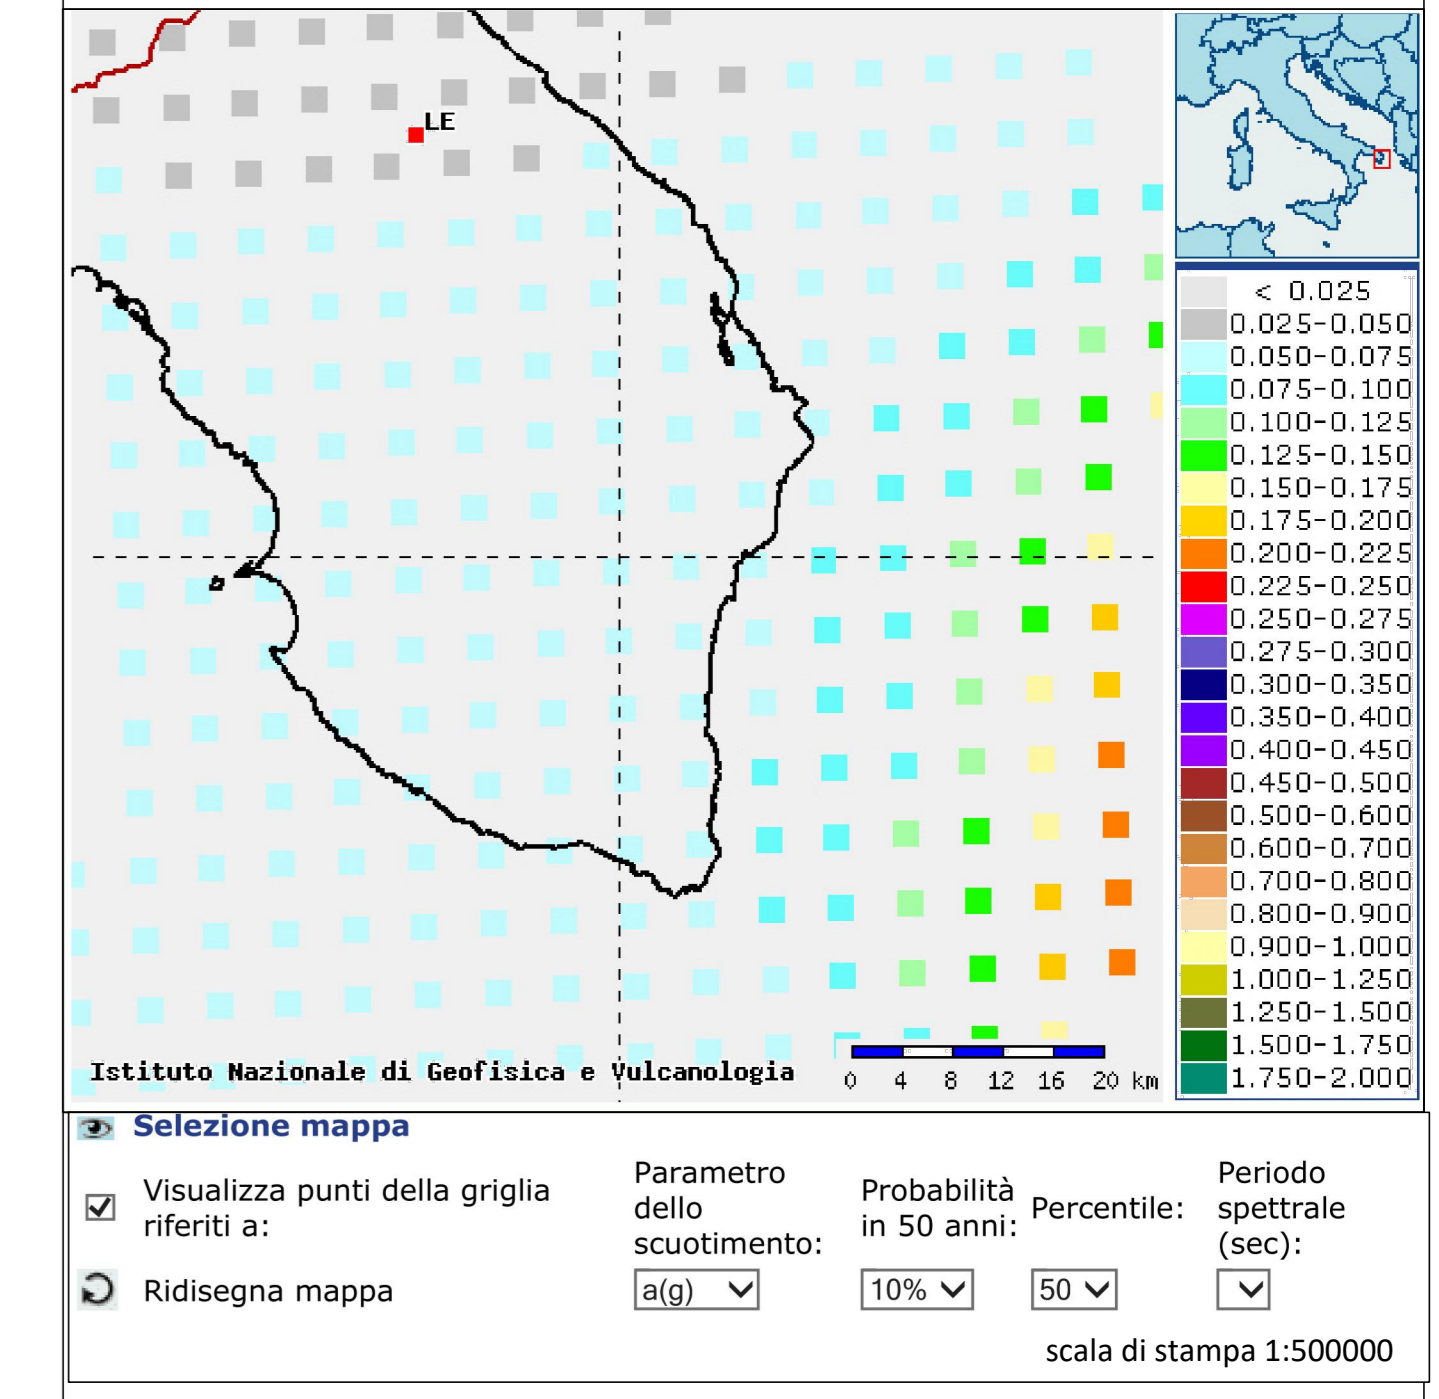 LE
< 0.025
0.025-0.050
0.050-0.075
0.075-0.100
0.100-0.125
0.125-0.150
0.150-0.175
0.175-0.200
0.200-0.225
0.225-0.250
0.250-0.275
0.275-0.300
0.300-0.350
0.350-0.400
0.400-0.450
0.450-0.500
0.500-0.600
0.600-0.700
0.700-0.800
0.800-0.900
0.900-1.000
1.000-1.250
1.250-1.500
1.500-1.750
1.750-2.000
Istituto Nazionale di Geofisica e Vulcanologia
0 4 8 12 16 20 km
Selezione mappa
Visualizza punti della griglia
riferiti a:
Parametro
dello
scuotimento:
Probabilità
in 50 anni:
Percentile:
Periodo
spettrale
(sec):
Ridisegna mappa
a(g)
10%
50
scala di stampa 1:500000